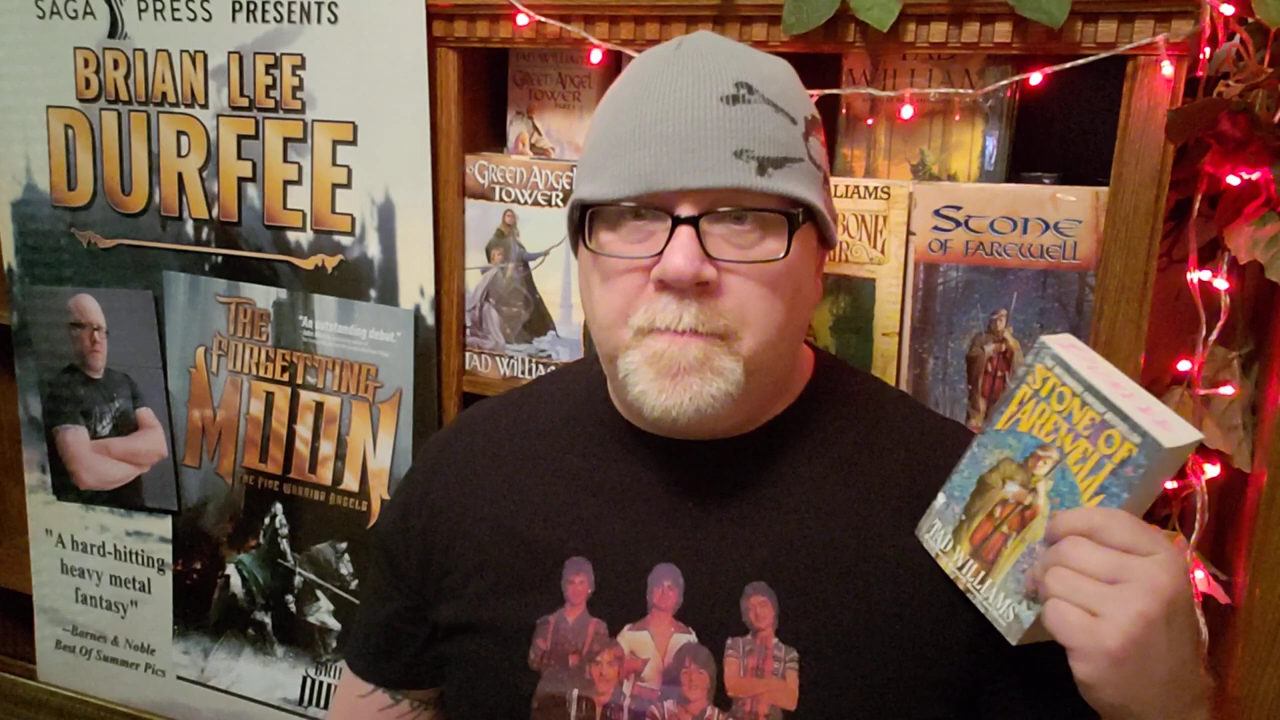 SAGA PRESS PRESENTS
BRIAN LEE
DURFEE
THE
FORGETTING
MOON
THE FIVE WARRIOR ANGELS
"An outstanding debut."
"A hard-hitting
heavy metal
fantasy"
—Barnes & Noble
Best Of Summer Pics
GREEN ANGEL
TOWER
GREEN ANGEL
TOWER
TAD WILLIAMS
STONE
OF FAREWELL
STONE OF
FAREWELL
TAD WILLIAMS